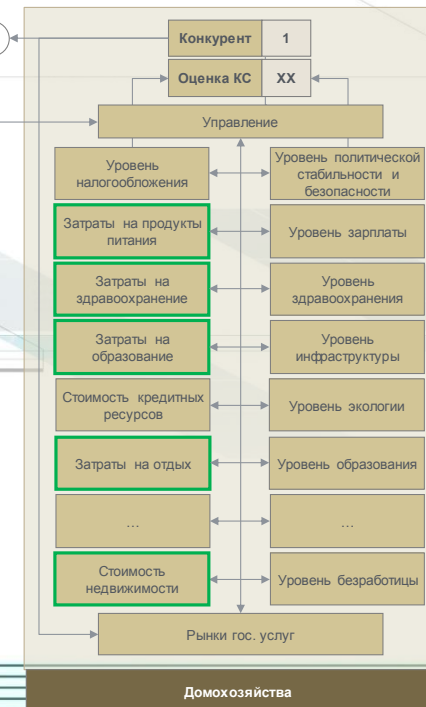 Конкурент 1
Оценка КС XX
Управление
Уровень
налогообложения
Уровень политической
стабильности и
безопасности
Затраты на продукты
питания
Уровень зарплаты
Затраты на
здравоохранение
Уровень
здравоохранения
Затраты на
образование
Уровень
инфраструктуры
Стоимость кредитных
ресурсов
Уровень экологии
Затраты на отдых
Уровень образования
...
...
Стоимость
недвижимости
Уровень безработицы
Рынки гос. услуг
Домохозяйства